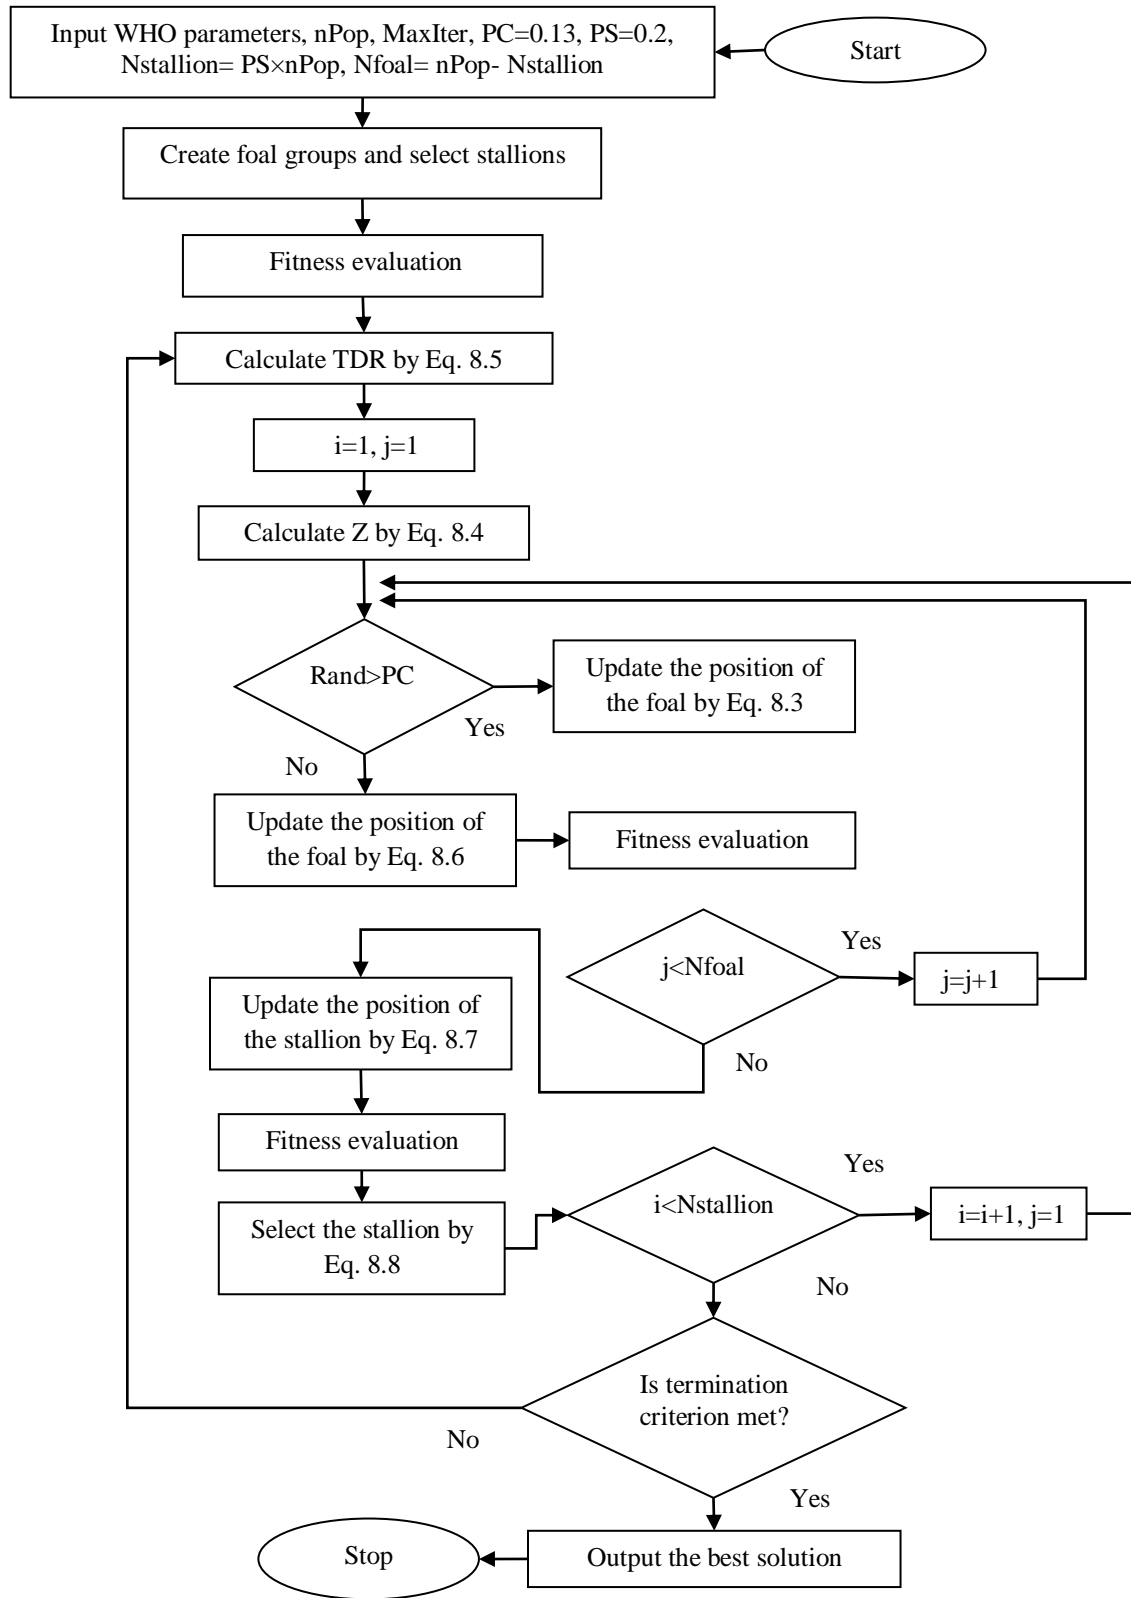 Start
Input WHO parameters, nPop, MaxIter, PC=0.13, PS=0.2,
Nstallion= PS×nPop, Nfoal= nPop- Nstallion
Create foal groups and select stallions
Fitness evaluation
Calculate TDR by Eq. 8.5
i=1, j=1
Calculate Z by Eq. 8.4
Rand>PC
Yes
Update the position of
the foal by Eq. 8.3
No
Update the position of
the foal by Eq. 8.6
Fitness evaluation
j<Nfoal
Yes
j=j+1
No
Update the position of
the stallion by Eq. 8.7
Fitness evaluation
Select the stallion by
Eq. 8.8
i<Nstallion
Yes
i=i+1, j=1
No
Is termination
criterion met?
No
Yes
Output the best solution
Stop